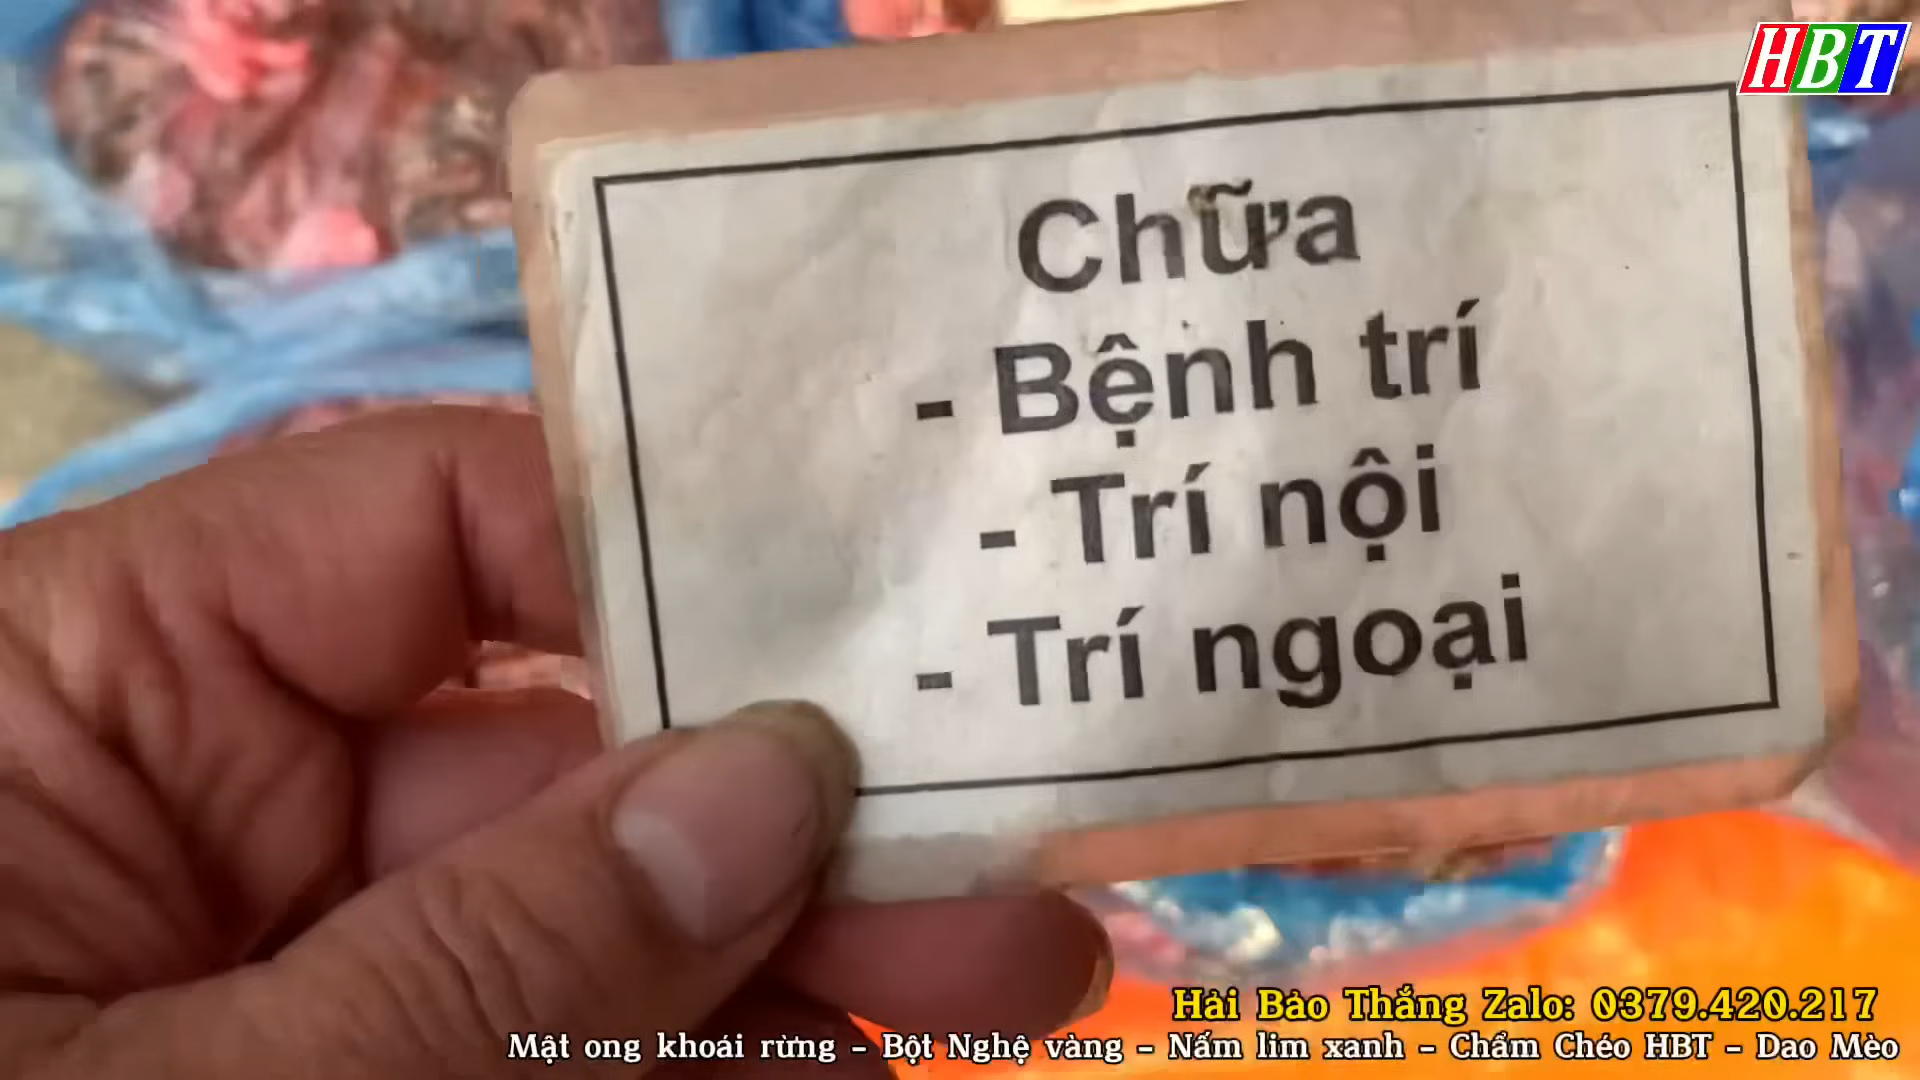 HBT
Chữa
- Bệnh trí
- Trí nội
- Trí ngoại
Hải Bảo Thắng Zalo: 0379.420.217
Mật ong khoái rừng - Bột Nghệ vàng - Nấm lim xanh - Chẩm Chéo HBT - Dao Mèo